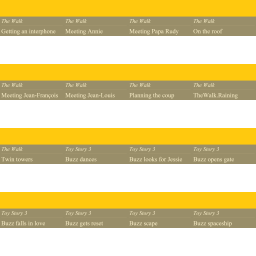 The Walk The Walk The Walk The Walk
Getting an interphone Meeting Annie Meeting Papa Rudy On the roof
The Walk The Walk The Walk The Walk
Meeting Jean-François Meeting Jean-Louis Planning the coup TheWalk.Raining
The Walk Toy Story 3 Toy Story 3 Toy Story 3
Twin towers Buzz dances Buzz looks for Jessie Buzz opens gate
Toy Story 3 Toy Story 3 Toy Story 3 Toy Story 3
Buzz falls in love Buzz gets reset Buzz scape Buzz spaceship